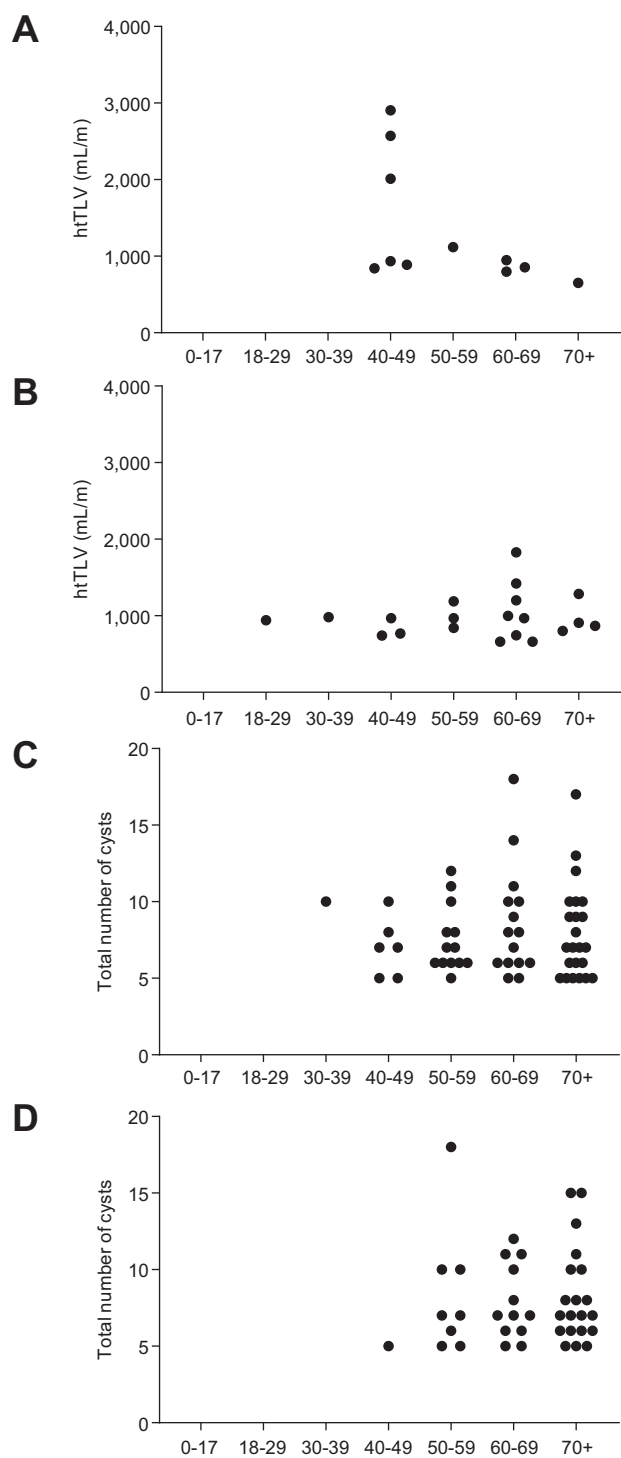 A
htTLV (mL/m)
4,000
3,000
2,000
1,000
0
0-17 18-29 30-39 40-49 50-59 60-69 70+
B
htTLV (mL/m)
4,000
3,000
2,000
1,000
0
0-17 18-29 30-39 40-49 50-59 60-69 70+
C
Total number of cysts
20
15
10
5
0
0-17 18-29 30-39 40-49 50-59 60-69 70+
D
Total number of cysts
20
15
10
5
0
0-17 18-29 30-39 40-49 50-59 60-69 70+